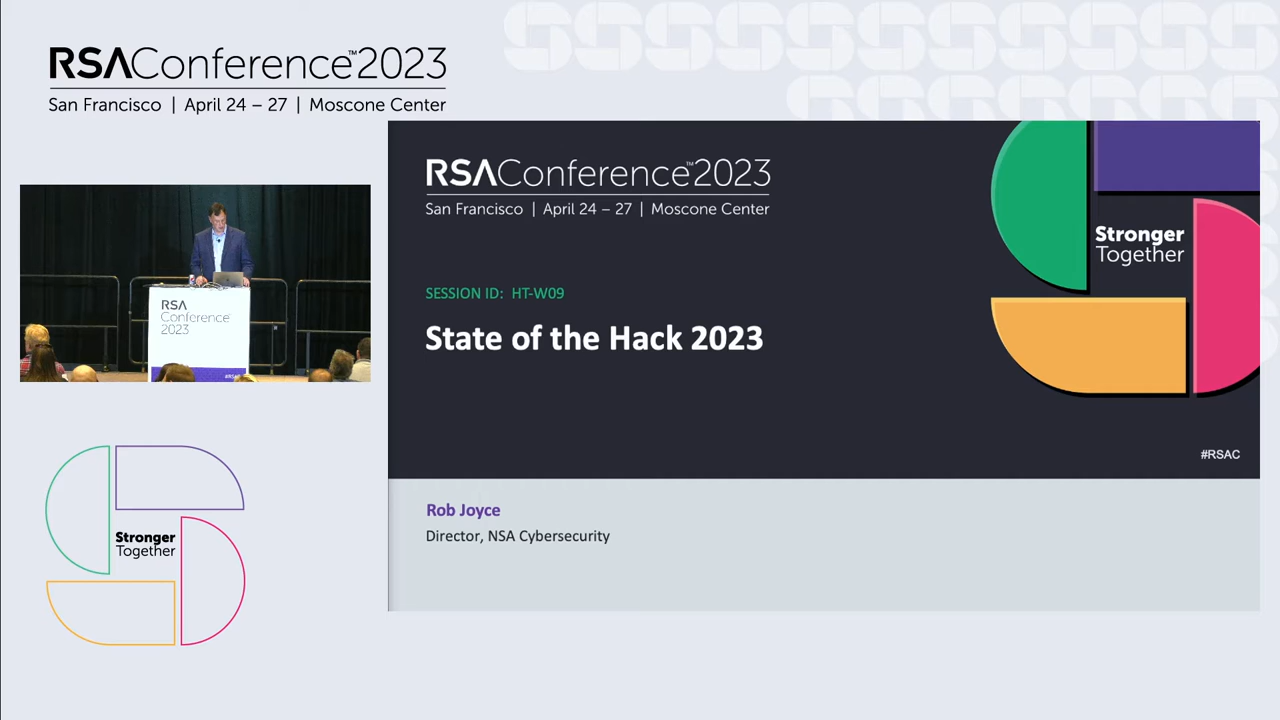 RSAConference™2023
San Francisco | April 24 – 27 | Moscone Center
RSAConference™2023
San Francisco | April 24 – 27 | Moscone Center
Stronger
Together
SESSION ID: HT-W09
State of the Hack 2023
#RSAC
Rob Joyce
Director, NSA Cybersecurity
RSA
Conference
2023
Stronger
Together